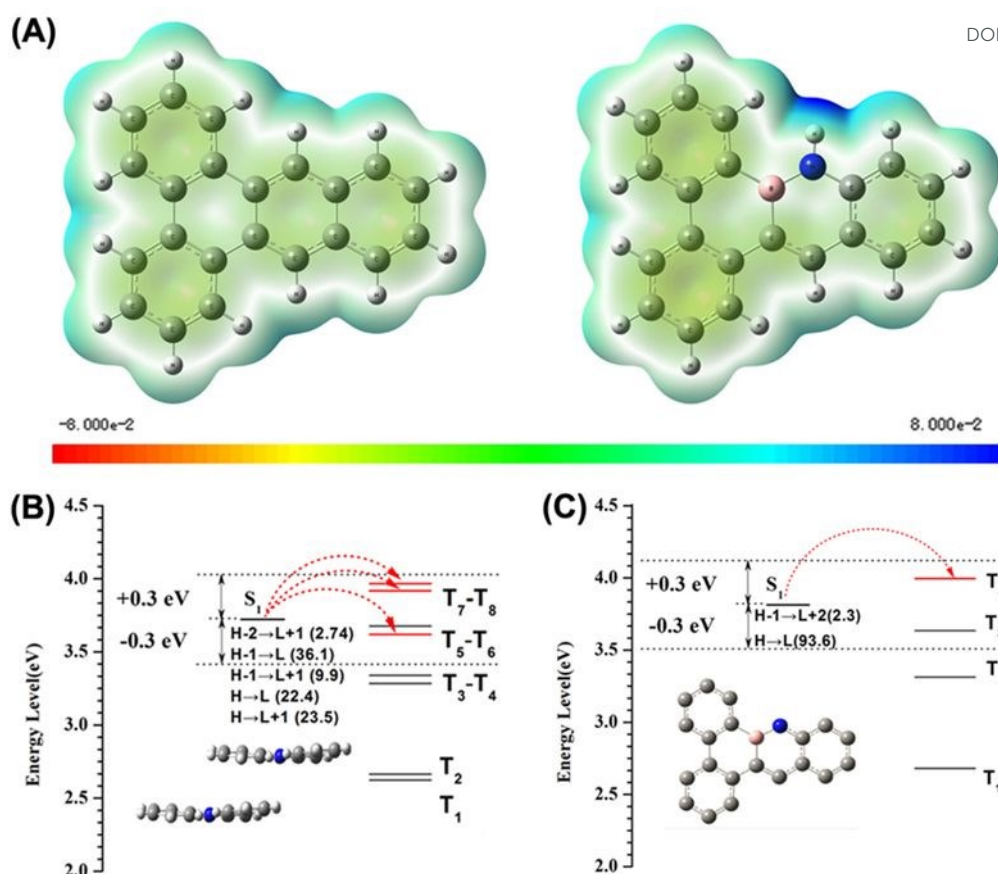 (A)
DOI
-8.000e-2
8.000e-2
(B)
Energy Level(eV)
4.5
4.0
3.5
3.0
2.5
2.0
+0.3 eV
-0.3 eV
S₁
H-2→L+1 (2.74)
H-1→L (36.1)
H-1→L+1 (9.9)
H→L (22.4)
H→L+1 (23.5)
T₇-T₈
T₅-T₆
T₃-T₄
T₂
T₁
(C)
Energy Level(eV)
4.5
4.0
3.5
3.0
2.5
2.0
+0.3 eV
-0.3 eV
S₁
H-1→L+2(2.3)
H→L(93.6)
T
T
T
T